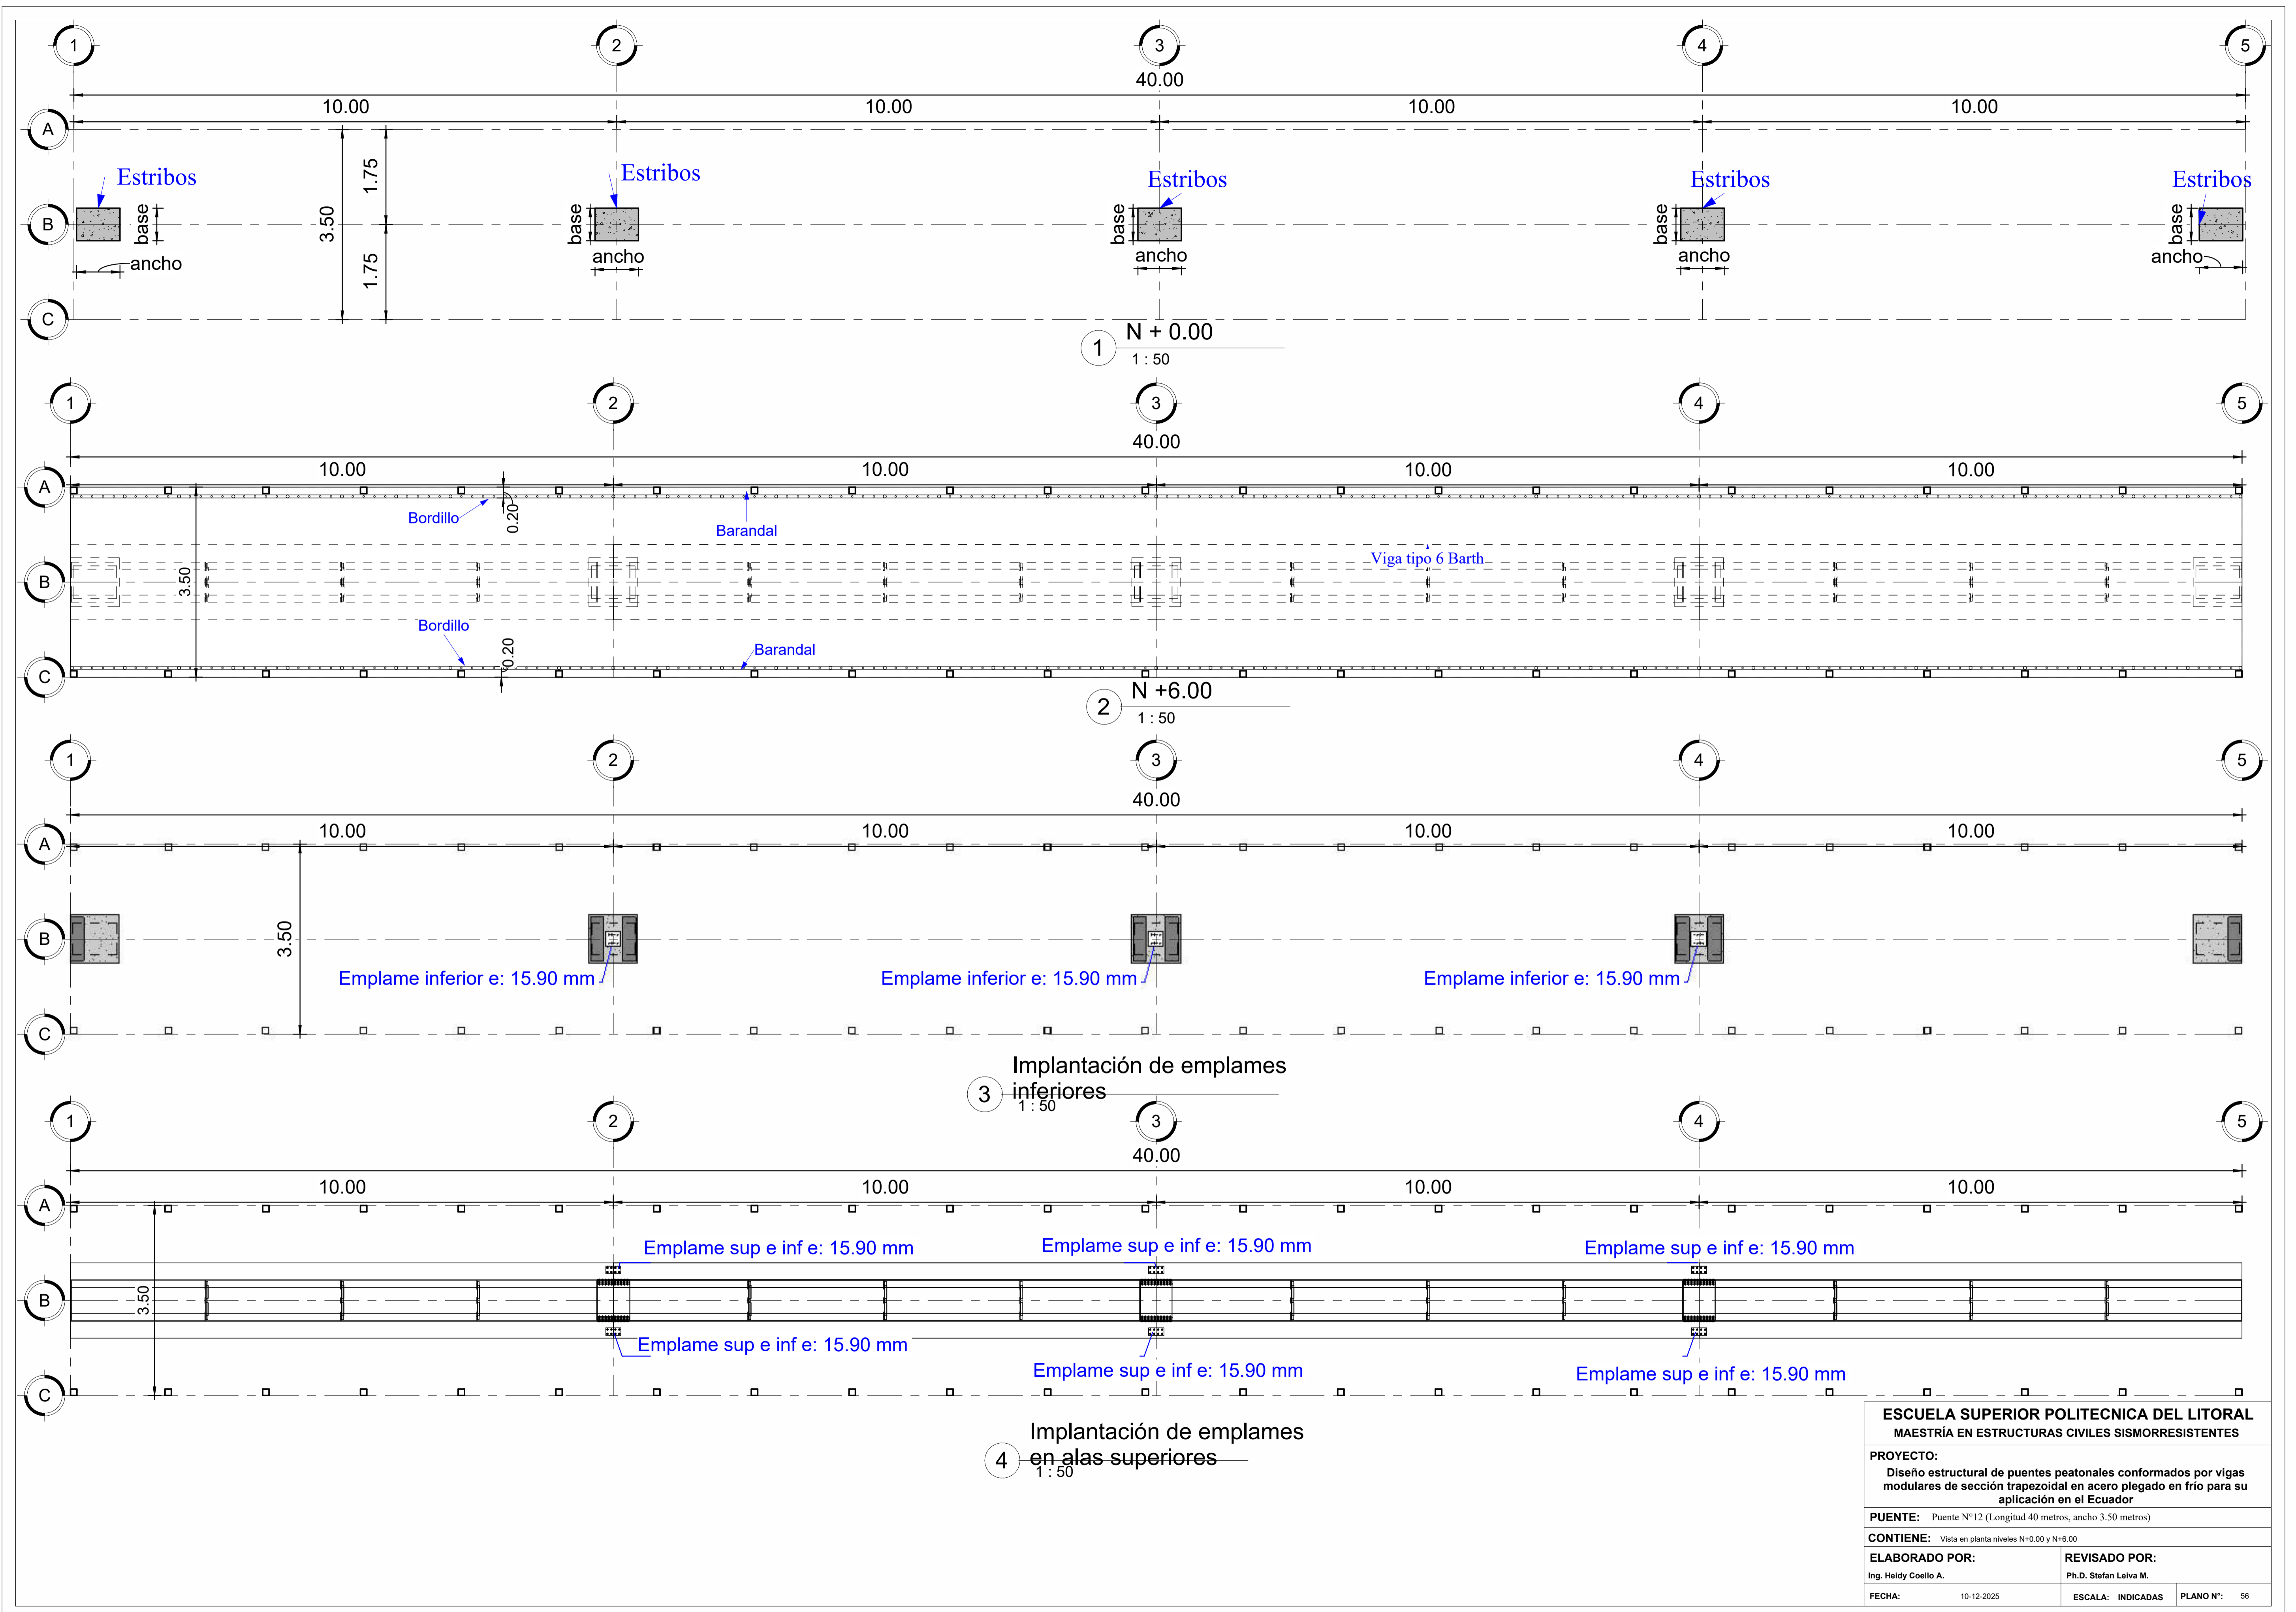 1 2 3 4 5
40.00
10.00 10.00 10.00 10.00
A
1.75
Estribos Estribos Estribos Estribos Estribos
3.50
B base base base base base
ancho ancho ancho ancho ancho
1.75
C
1 N + 0.00
1 : 50
1 2 3 4 5
40.00
10.00 10.00 10.00 10.00
A
Bordillo 0.20 Barandal
Viga tipo 6 Barth
B 3.50
Bordillo 0.20 Barandal
C
2 N +6.00
1 : 50
1 2 3 4 5
40.00
10.00 10.00 10.00 10.00
A
B 3.50
Emplame inferior e: 15.90 mm Emplame inferior e: 15.90 mm Emplame inferior e: 15.90 mm
C
Implantación de emplames
3 inferiores
1 : 50
1 2 3 4 5
40.00
10.00 10.00 10.00 10.00
A
Emplame sup e inf e: 15.90 mm Emplame sup e inf e: 15.90 mm Emplame sup e inf e: 15.90 mm
B 3.50
Emplame sup e inf e: 15.90 mm Emplame sup e inf e: 15.90 mm Emplame sup e inf e: 15.90 mm
C
Implantación de emplames
4 en alas superiores
1 : 50
ESCUELA SUPERIOR POLITECNICA DEL LITORAL
MAESTRÍA EN ESTRUCTURAS CIVILES SISMORRESISTENTES
PROYECTO:
Diseño estructural de puentes peatonales conformados por vigas
modulares de sección trapezoidal en acero plegado en frío para su
aplicación en el Ecuador
PUENTE: Puente N°12 (Longitud 40 metros, ancho 3.50 metros)
CONTIENE: Vista en planta niveles N+0.00 y N+6.00
ELABORADO POR: REVISADO POR:
Ing. Heidy Coello A. Ph.D. Stefan Leiva M.
FECHA: 10-12-2025 ESCALA: INDICADAS PLANO N°: 56